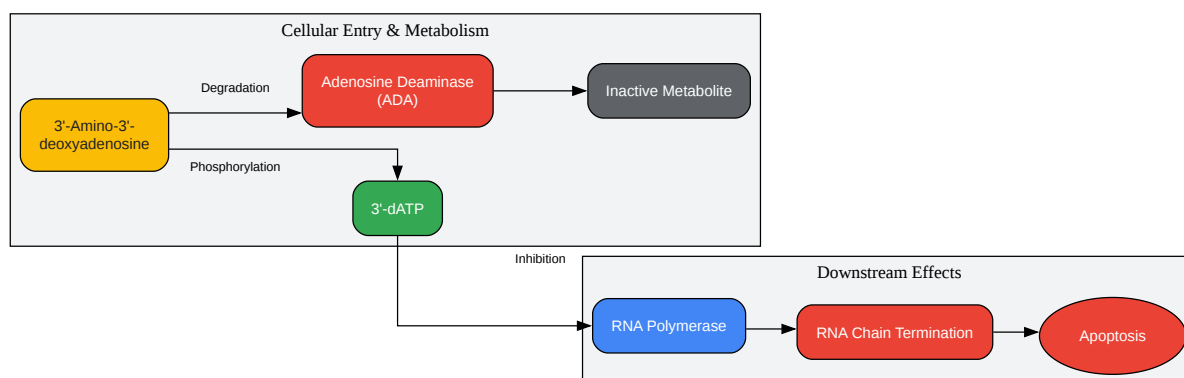 Cellular Entry & Metabolism
Degradation
Adenosine Deaminase
(ADA)
Inactive Metabolite
3'-Amino-3'-
deoxyadenosine
Phosphorylation
3'-dATP
Inhibition
Downstream Effects
RNA Polymerase
RNA Chain Termination
Apoptosis